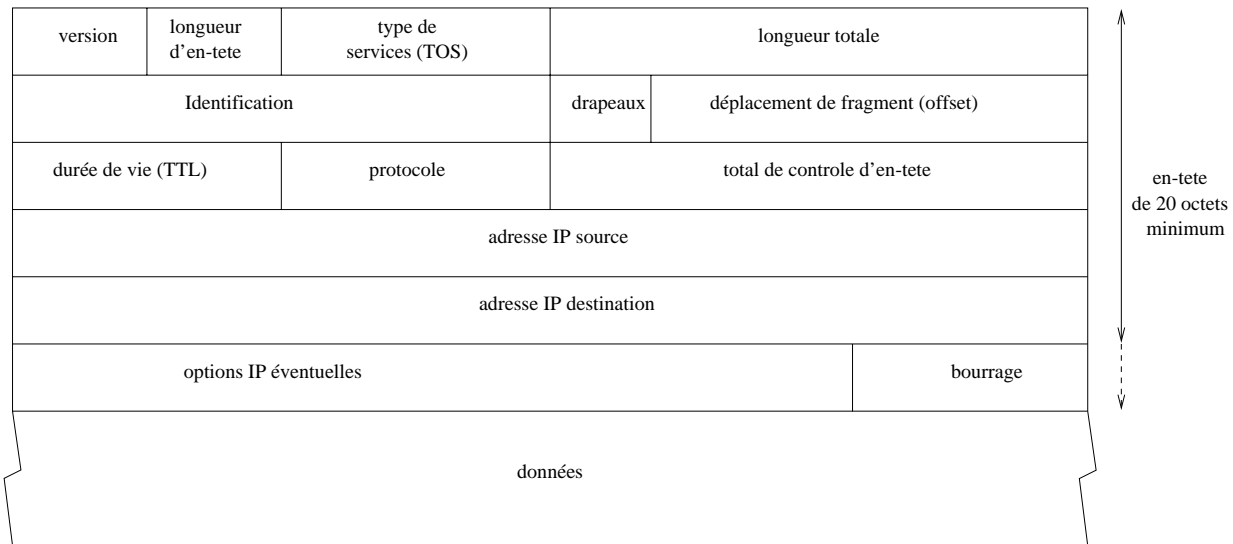 version
longueur
d'en-tete
type de
services (TOS)
longueur totale
Identification
drapeaux
déplacement de fragment (offset)
durée de vie (TTL)
protocole
total de controle d'en-tete
en-tete
de 20 octets
minimum
adresse IP source
adresse IP destination
options IP éventuelles
bourrage
données